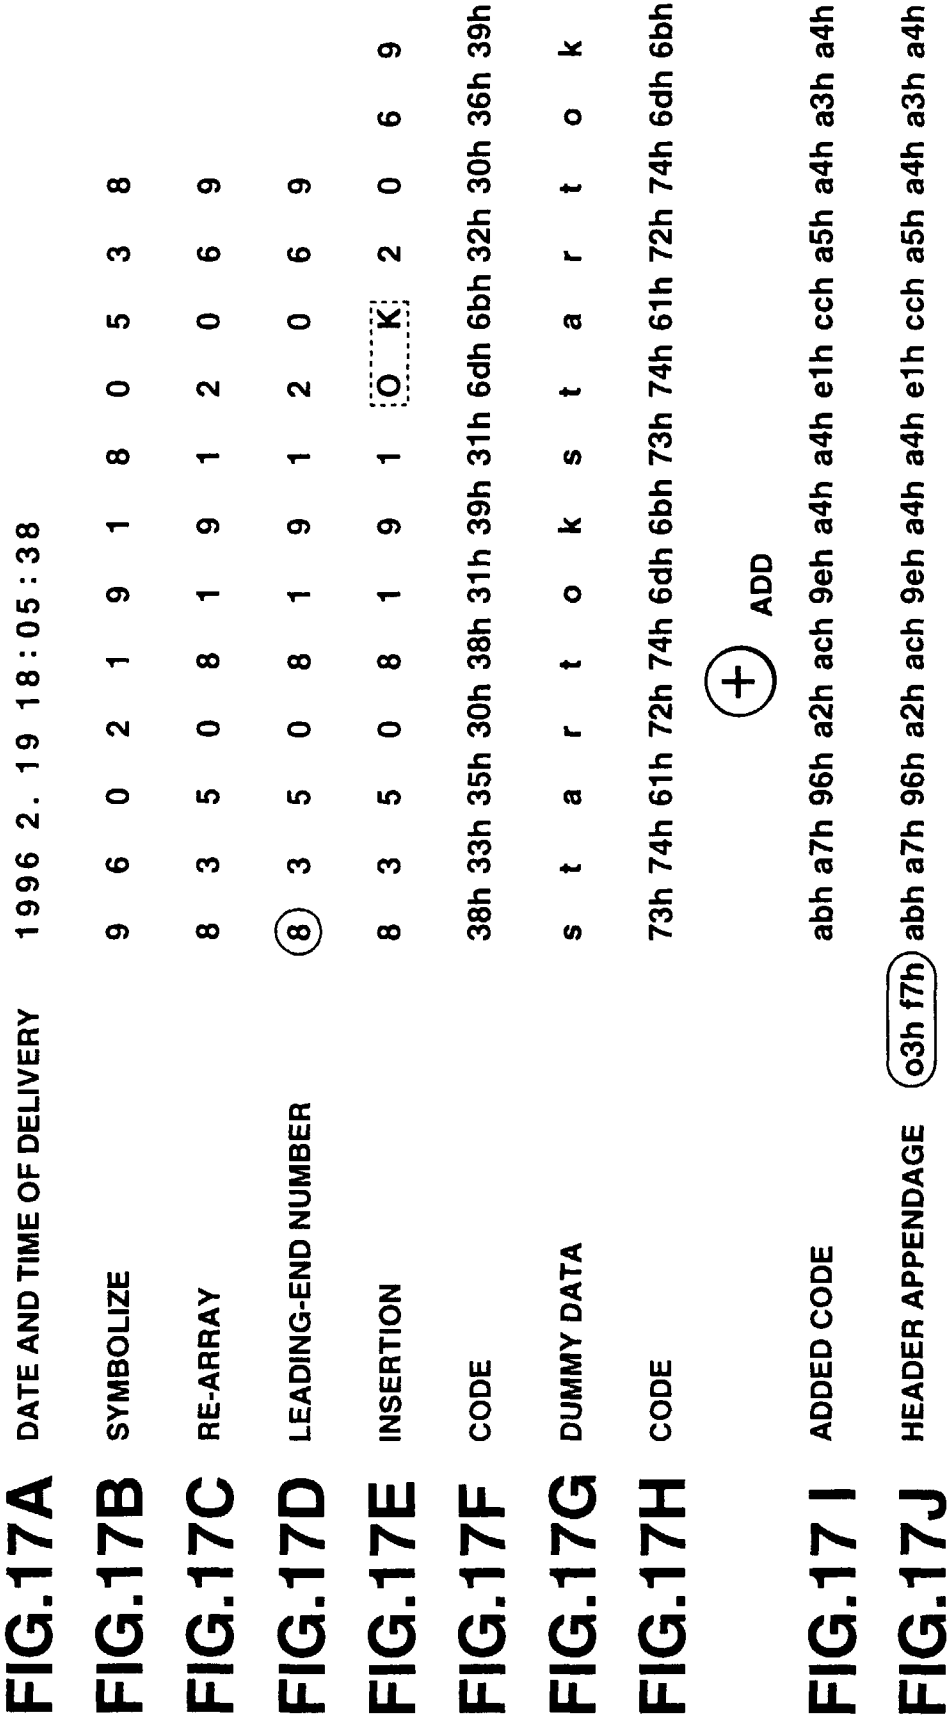 FIG.17A DATE AND TIME OF DELIVERY 1996 2. 19 18:05:38
FIG.17B SYMBOLIZE 9 6 0 2 1 9 1 8 0 5 3 8
FIG.17C RE-ARRAY 8 3 5 0 8 1 9 1 2 0 6 9
FIG.17D LEADING-END NUMBER 8 3 5 0 8 1 9 1 2 0 6 9
FIG.17E INSERTION 8 3 5 0 8 1 9 1 O K 2 0 6 9
FIG.17F CODE 38h 33h 35h 30h 38h 31h 39h 31h 6dh 6bh 32h 30h 36h 39h
FIG.17G DUMMY DATA s t a r t o k s t a r t o k
FIG.17H CODE 73h 74h 61h 72h 74h 6dh 6bh 73h 74h 61h 72h 74h 6dh 6bh
+ ADD
FIG.17 I ADDED CODE abh a7h 96h a2h ach 9eh a4h a4h e1h cch a5h a4h a3h a4h
FIG.17J HEADER APPENDAGE o3h f7h abh a7h 96h a2h ach 9eh a4h a4h e1h cch a5h a4h a3h a4h